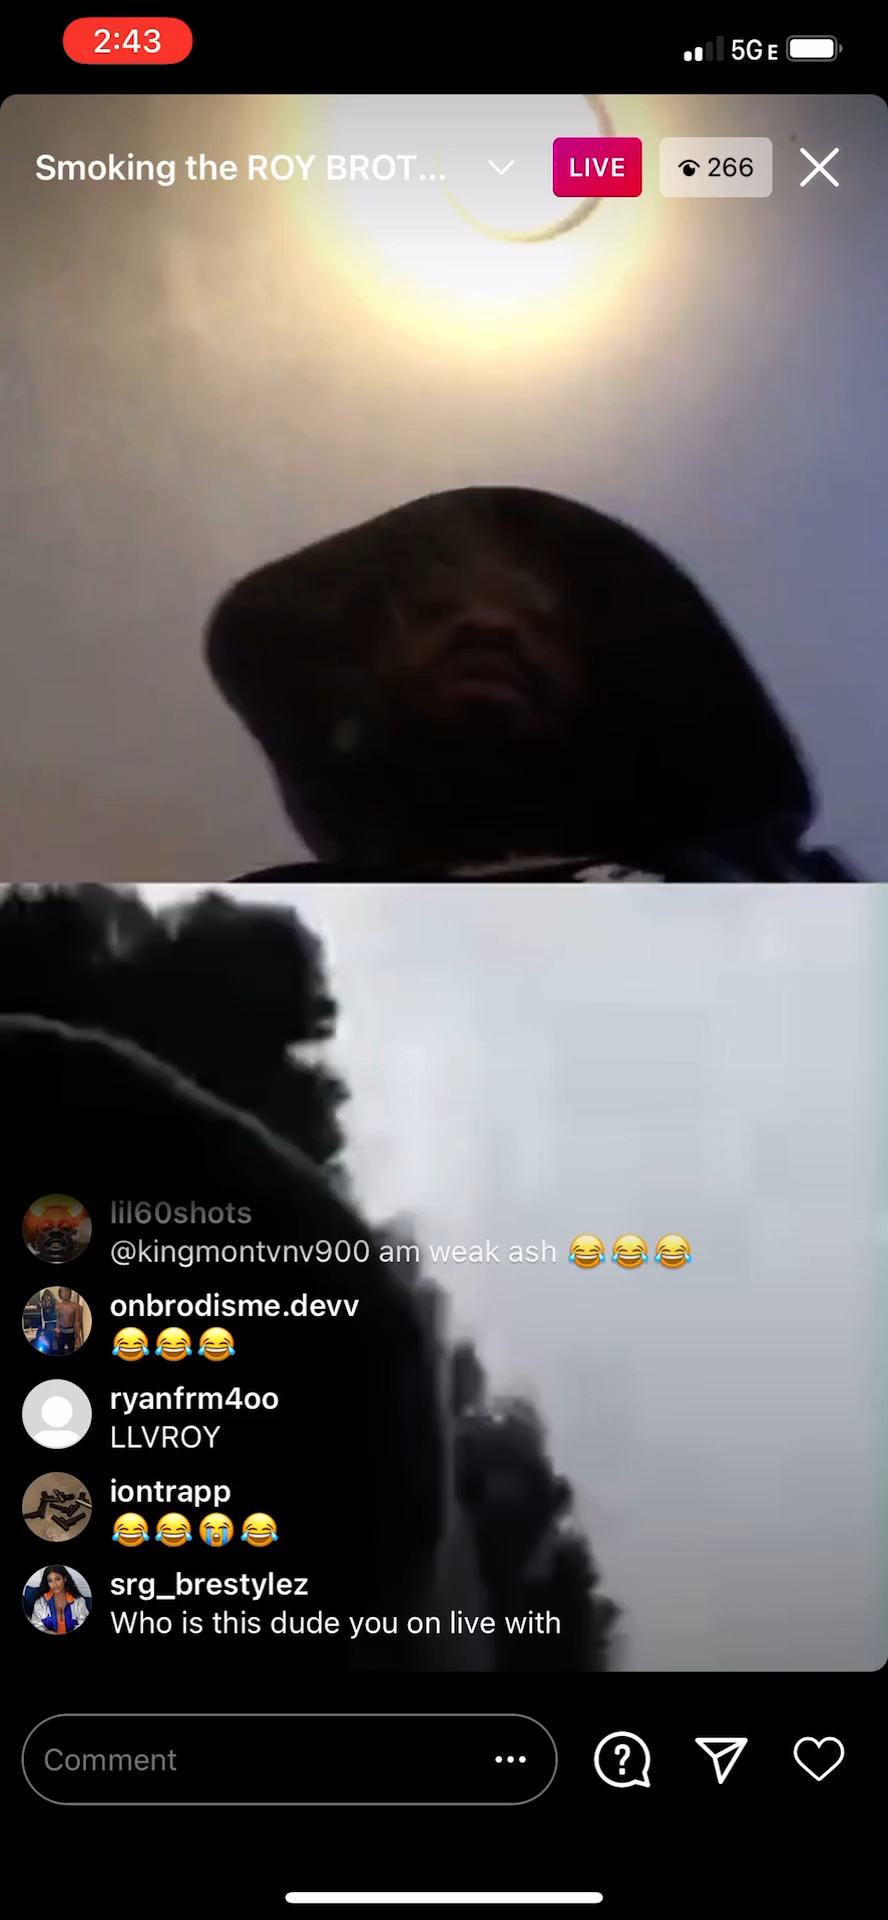 2:43
5GE
Smoking the ROY BROT...
LIVE
266
lil60shots
@kingmontvnv900 am weak ash 😂😂😂
onbrodisme.devv
😂😂😂
ryanfrm4oo
LLVROY
iontrapp
😂😂😭😂
srg_brestylez
Who is this dude you on live with
Comment